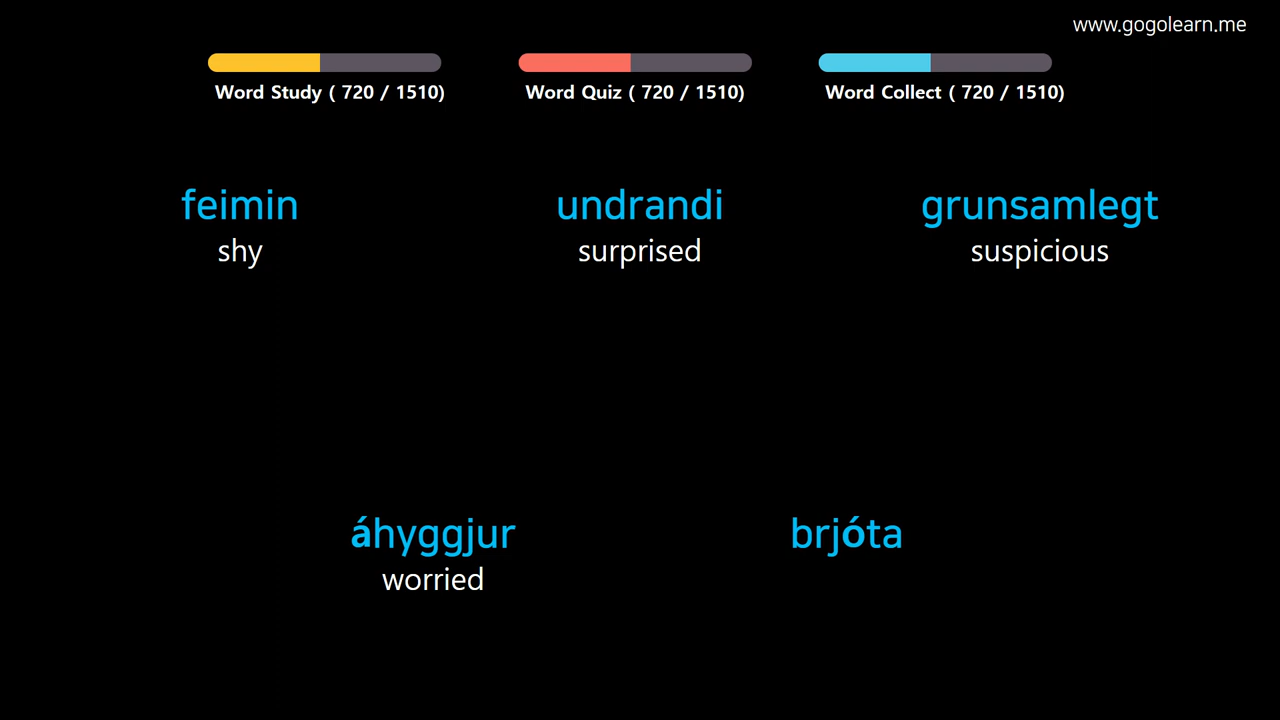 www.gogolearn.me
Word Study ( 720 / 1510)
Word Quiz ( 720 / 1510)
Word Collect ( 720 / 1510)
feimin
shy
undrandi
surprised
grunsamlegt
suspicious
áhyggjur
worried
brjóta